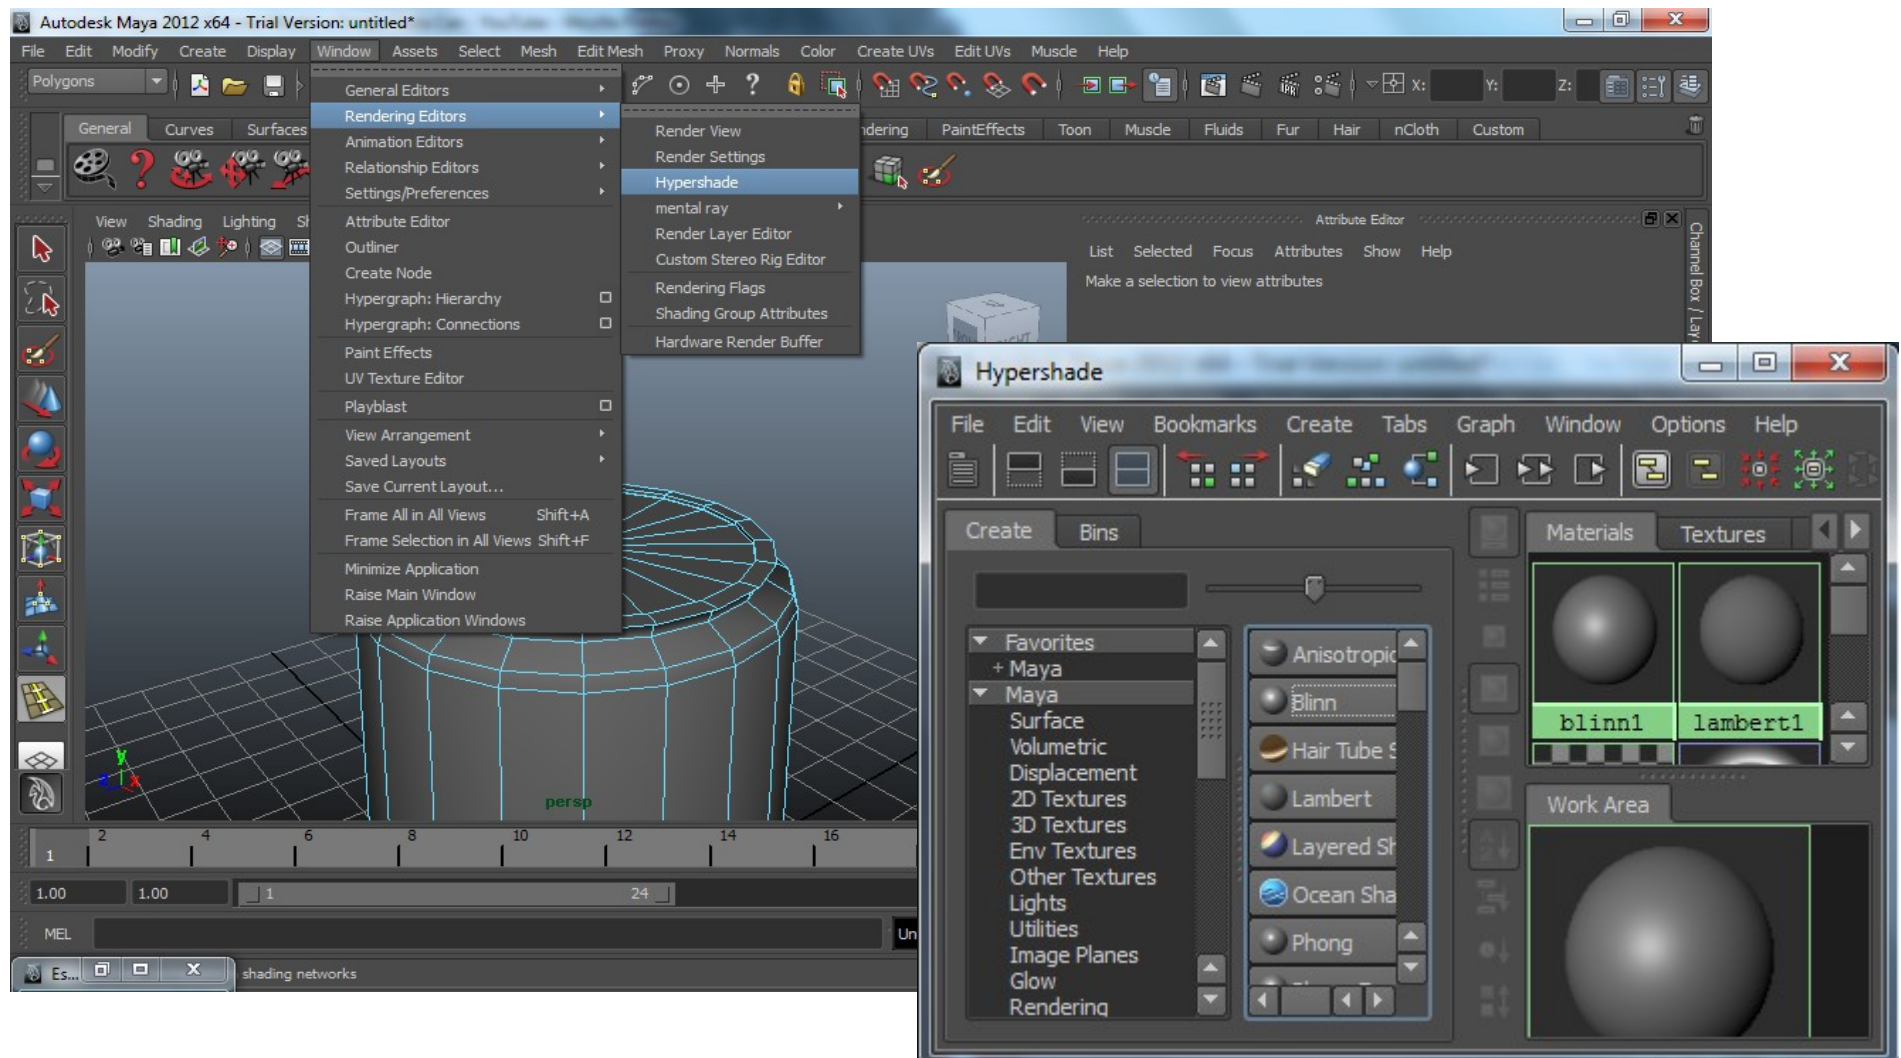 Autodesk Maya 2012 x64 - Trial Version: untitled*
File Edit Modify Create Display Window Assets Select Mesh Edit Mesh Proxy Normals Color Create UVs Edit UVs Muscle Help
Polygons X: Y: Z:
General Curves Surfaces PaintEffects Toon Muscle Fluids Fur Hair nCloth Custom
View Shading Lighting
General Editors
Rendering Editors
Animation Editors
Relationship Editors
Settings/Preferences
Attribute Editor
Outliner
Create Node
Hypergraph: Hierarchy
Hypergraph: Connections
Paint Effects
UV Texture Editor
Playblast
View Arrangement
Saved Layouts
Save Current Layout...
Frame All in All Views Shift+A
Frame Selection in All Views Shift+F
Minimize Application
Raise Main Window
Raise Application Windows
Render View
Render Settings
Hypershade
mental ray
Render Layer Editor
Custom Stereo Rig Editor
Rendering Flags
Shading Group Attributes
Hardware Render Buffer
Attribute Editor
List Selected Focus Attributes Show Help
Make a selection to view attributes
Channel Box / Lay
RIGHT
y
x
persp
2 4 6 8 10 12 14 16
1
1.00 1.00 1 24
MEL
Un
Es... shading networks
Hypershade
File Edit View Bookmarks Create Tabs Graph Window Options Help
Create Bins
Favorites
+ Maya
Maya
Surface
Volumetric
Displacement
2D Textures
3D Textures
Env Textures
Other Textures
Lights
Utilities
Image Planes
Glow
Rendering
Anisotropic
Blinn
Hair Tube S
Lambert
Layered Sh
Ocean Sha
Phong
Materials Textures
blinn1 lambert1
Work Area